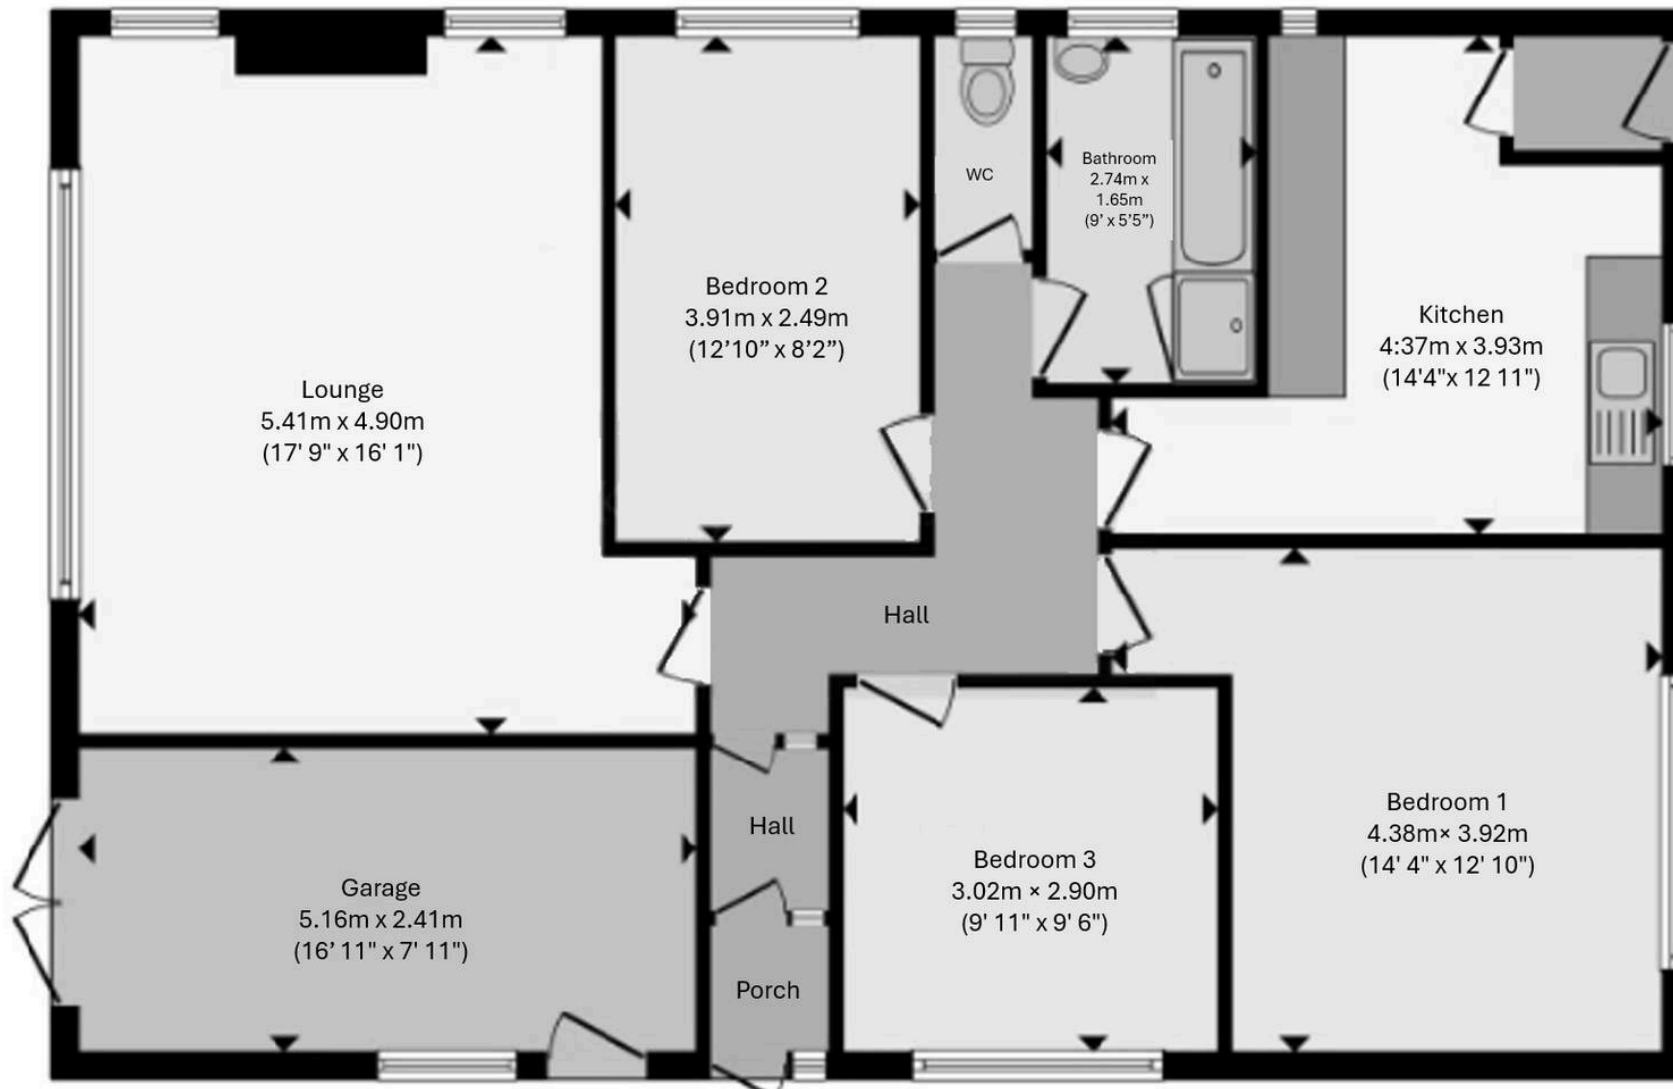 WC
Bathroom
2.74m x
1.65m
(9' x 5'5”)
Bedroom 2
3.91m x 2.49m
(12’10” x 8’2”)
Kitchen
4:37m x 3.93m
(14'4"x 12 11")
Lounge
5.41m x 4.90m
(17' 9" x 16' 1")
Hall
Hall
Bedroom 1
4.38m× 3.92m
(14' 4" x 12' 10")
Bedroom 3
3.02m × 2.90m
(9' 11" x 9' 6")
Garage
5.16m x 2.41m
(16’ 11" x 7' 11")
Porch